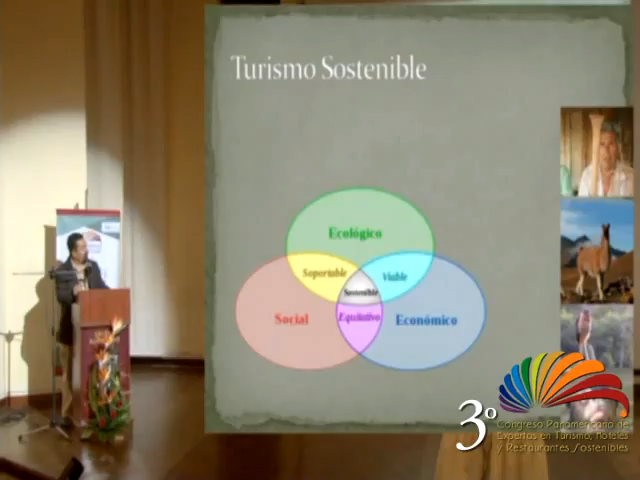 Turismo Sostenible
Ecológico
Soportable
Viable
Sostenible
Social
Equitativo
Económico
3º
Congreso Panamericano de
Expertos en Turismo, Hoteles
y Restaurantes Sostenibles